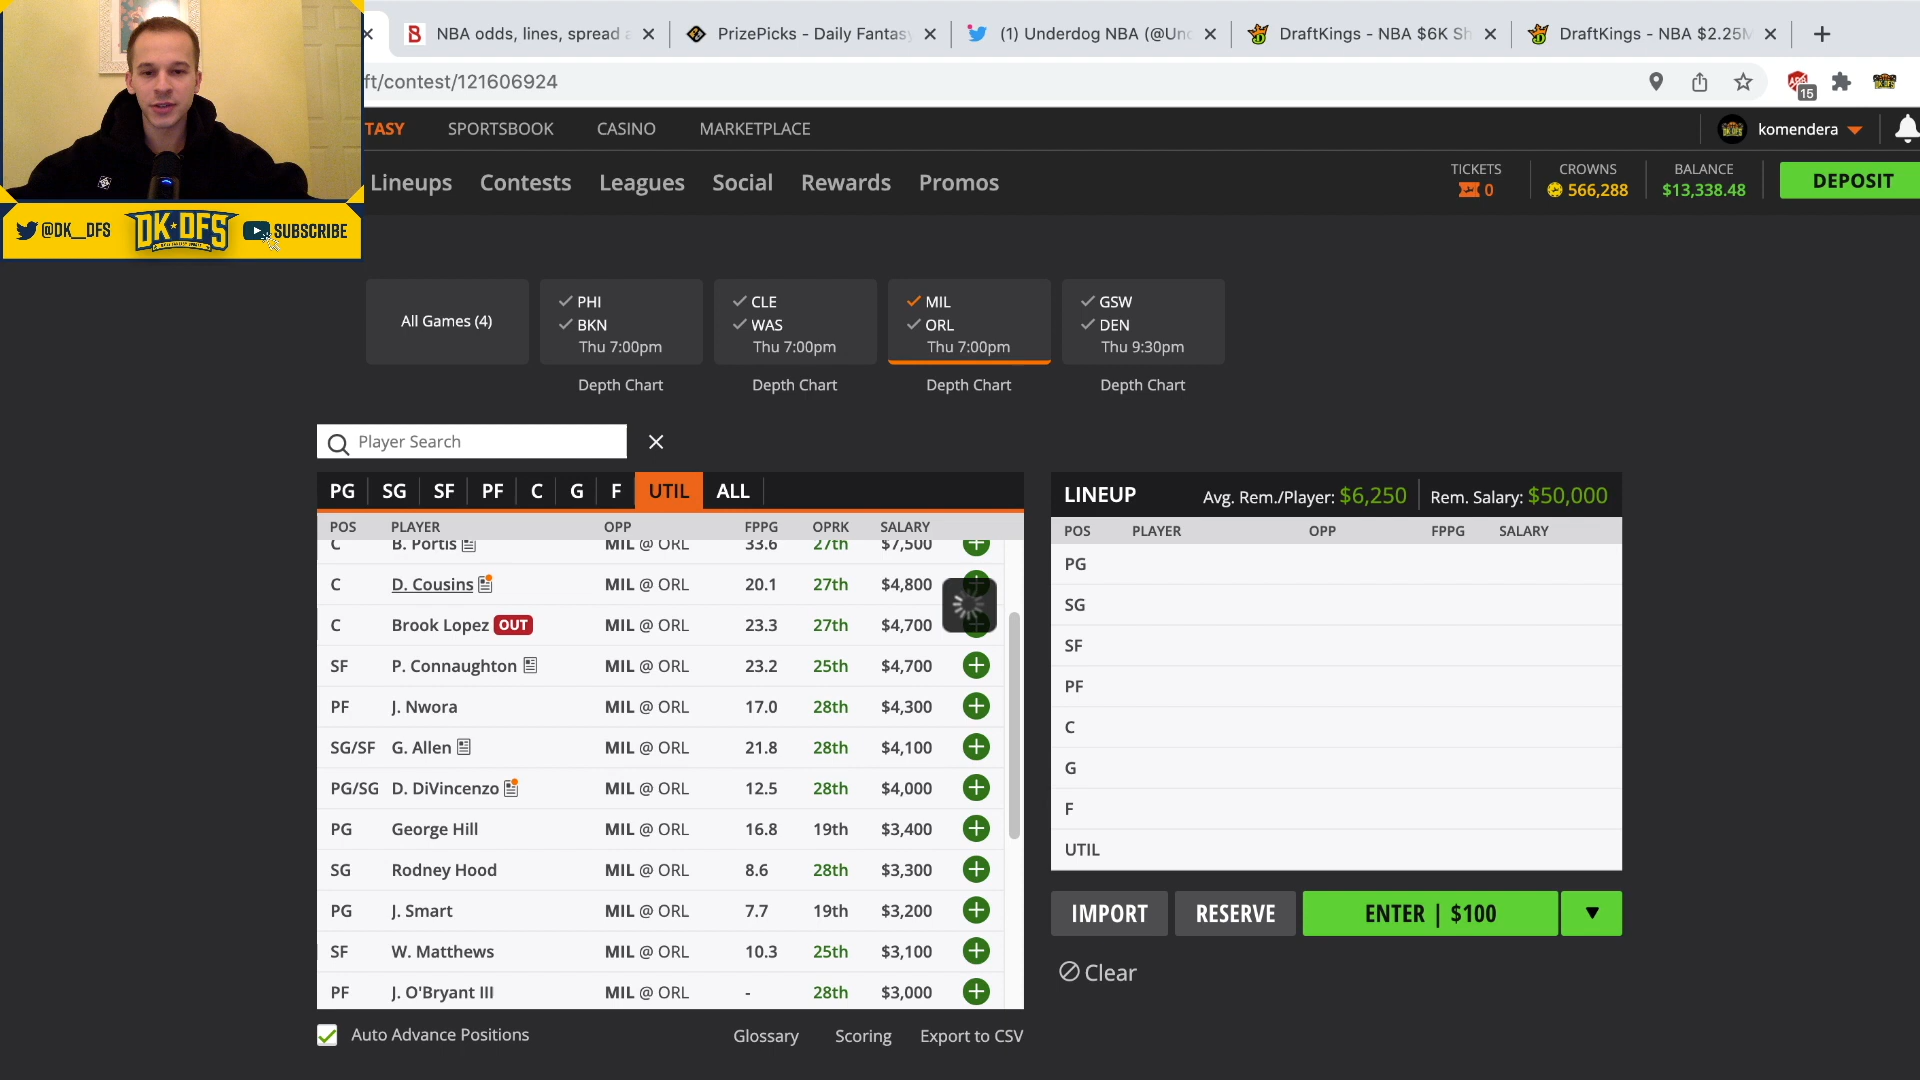 NBA odds, lines, spread a
PrizePicks - Daily Fantasy
(1) Underdog NBA (@Und
DraftKings - NBA $6K Sh
DraftKings - NBA $2.25M
ft/contest/121606924
15
TASY SPORTSBOOK CASINO MARKETPLACE
komendera
Lineups Contests Leagues Social Rewards Promos
TICKETS
0
CROWNS
566,288
BALANCE
$13,338.48
DEPOSIT
@DK__DFS
DK★DFS
SUBSCRIBE
All Games (4)
PHI
BKN
Thu 7:00pm
Depth Chart
CLE
WAS
Thu 7:00pm
Depth Chart
MIL
ORL
Thu 7:00pm
Depth Chart
GSW
DEN
Thu 9:30pm
Depth Chart
Player Search
PG SG SF PF C G F UTIL ALL
POS PLAYER OPP FPPG OPRK SALARY
C B. Portis MIL @ ORL 33.6 27th $7,500
C D. Cousins MIL @ ORL 20.1 27th $4,800
C Brook Lopez OUT MIL @ ORL 23.3 27th $4,700
SF P. Connaughton MIL @ ORL 23.2 25th $4,700
PF J. Nwora MIL @ ORL 17.0 28th $4,300
SG/SF G. Allen MIL @ ORL 21.8 28th $4,100
PG/SG D. DiVincenzo MIL @ ORL 12.5 28th $4,000
PG George Hill MIL @ ORL 16.8 19th $3,400
SG Rodney Hood MIL @ ORL 8.6 28th $3,300
PG J. Smart MIL @ ORL 7.7 19th $3,200
SF W. Matthews MIL @ ORL 10.3 25th $3,100
PF J. O'Bryant III MIL @ ORL - 28th $3,000
Auto Advance Positions
Glossary Scoring Export to CSV
LINEUP Avg. Rem./Player: $6,250 Rem. Salary: $50,000
POS PLAYER OPP FPPG SALARY
PG
SG
SF
PF
C
G
F
UTIL
IMPORT RESERVE ENTER | $100
Clear